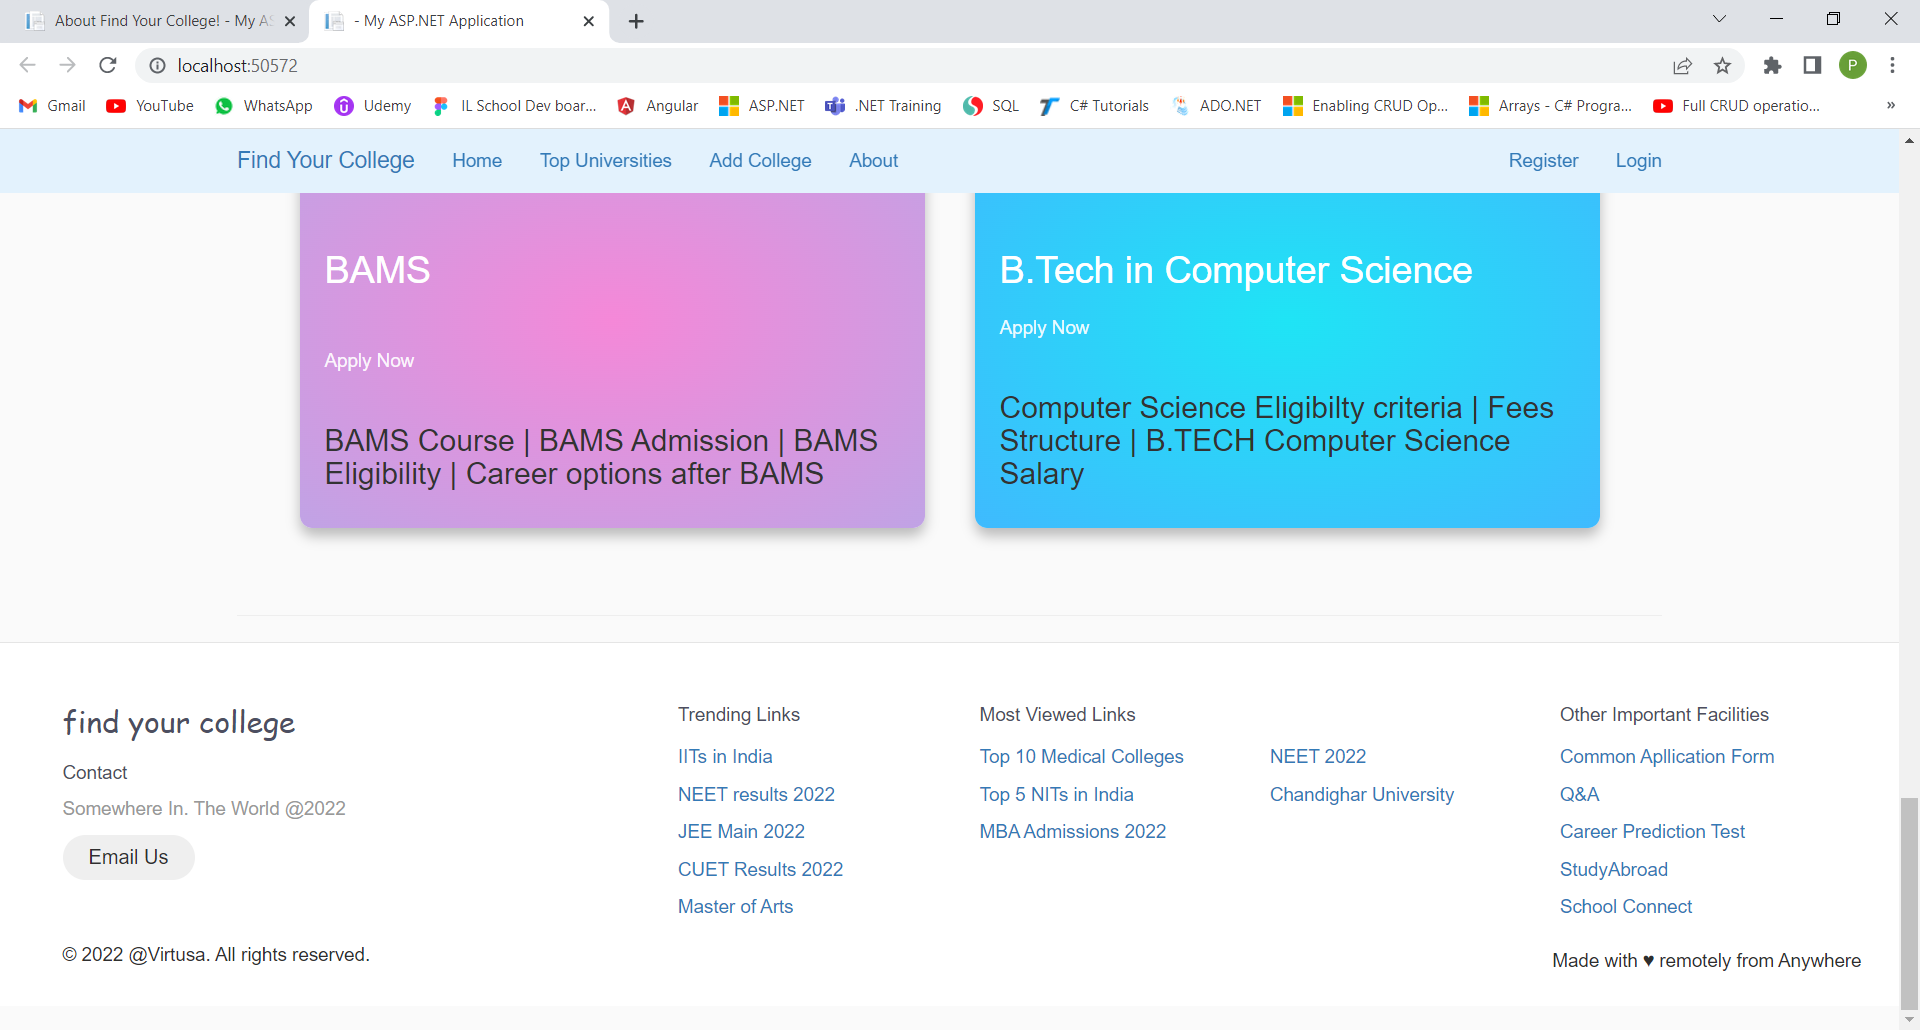 About Find Your College! - My AS
- My ASP.NET Application
localhost:50572
P
Gmail
YouTube
WhatsApp
Udemy
IL School Dev boar...
Angular
ASP.NET
.NET Training
SQL
C# Tutorials
ADO.NET
Enabling CRUD Op...
Arrays - C# Progra...
Full CRUD operatio...
»
Find Your College
Home
Top Universities
Add College
About
Register
Login
BAMS
Apply Now
BAMS Course | BAMS Admission | BAMS
Eligibility | Career options after BAMS
B.Tech in Computer Science
Apply Now
Computer Science Eligibilty criteria | Fees
Structure | B.TECH Computer Science
Salary
find your college
Contact
Somewhere In. The World @2022
Email Us
Trending Links
IITs in India
NEET results 2022
JEE Main 2022
CUET Results 2022
Master of Arts
Most Viewed Links
Top 10 Medical Colleges
Top 5 NITs in India
MBA Admissions 2022
NEET 2022
Chandighar University
Other Important Facilities
Common Apllication Form
Q&A
Career Prediction Test
StudyAbroad
School Connect
© 2022 @Virtusa. All rights reserved.
Made with ♥ remotely from Anywhere